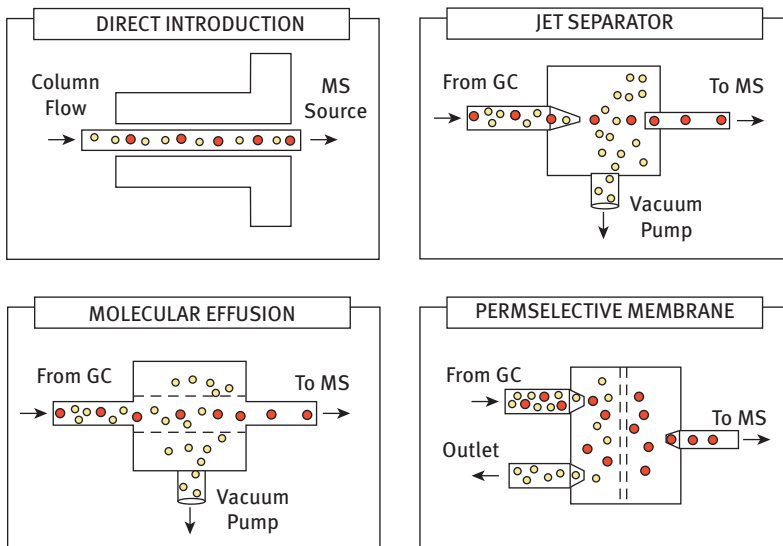 DIRECT INTRODUCTION
Column
Flow
MS
Source
JET SEPARATOR
From GC
To MS
Vacuum
Pump
MOLECULAR EFFUSION
From GC
To MS
Vacuum
Pump
PERMSELECTIVE MEMBRANE
From GC
To MS
Outlet